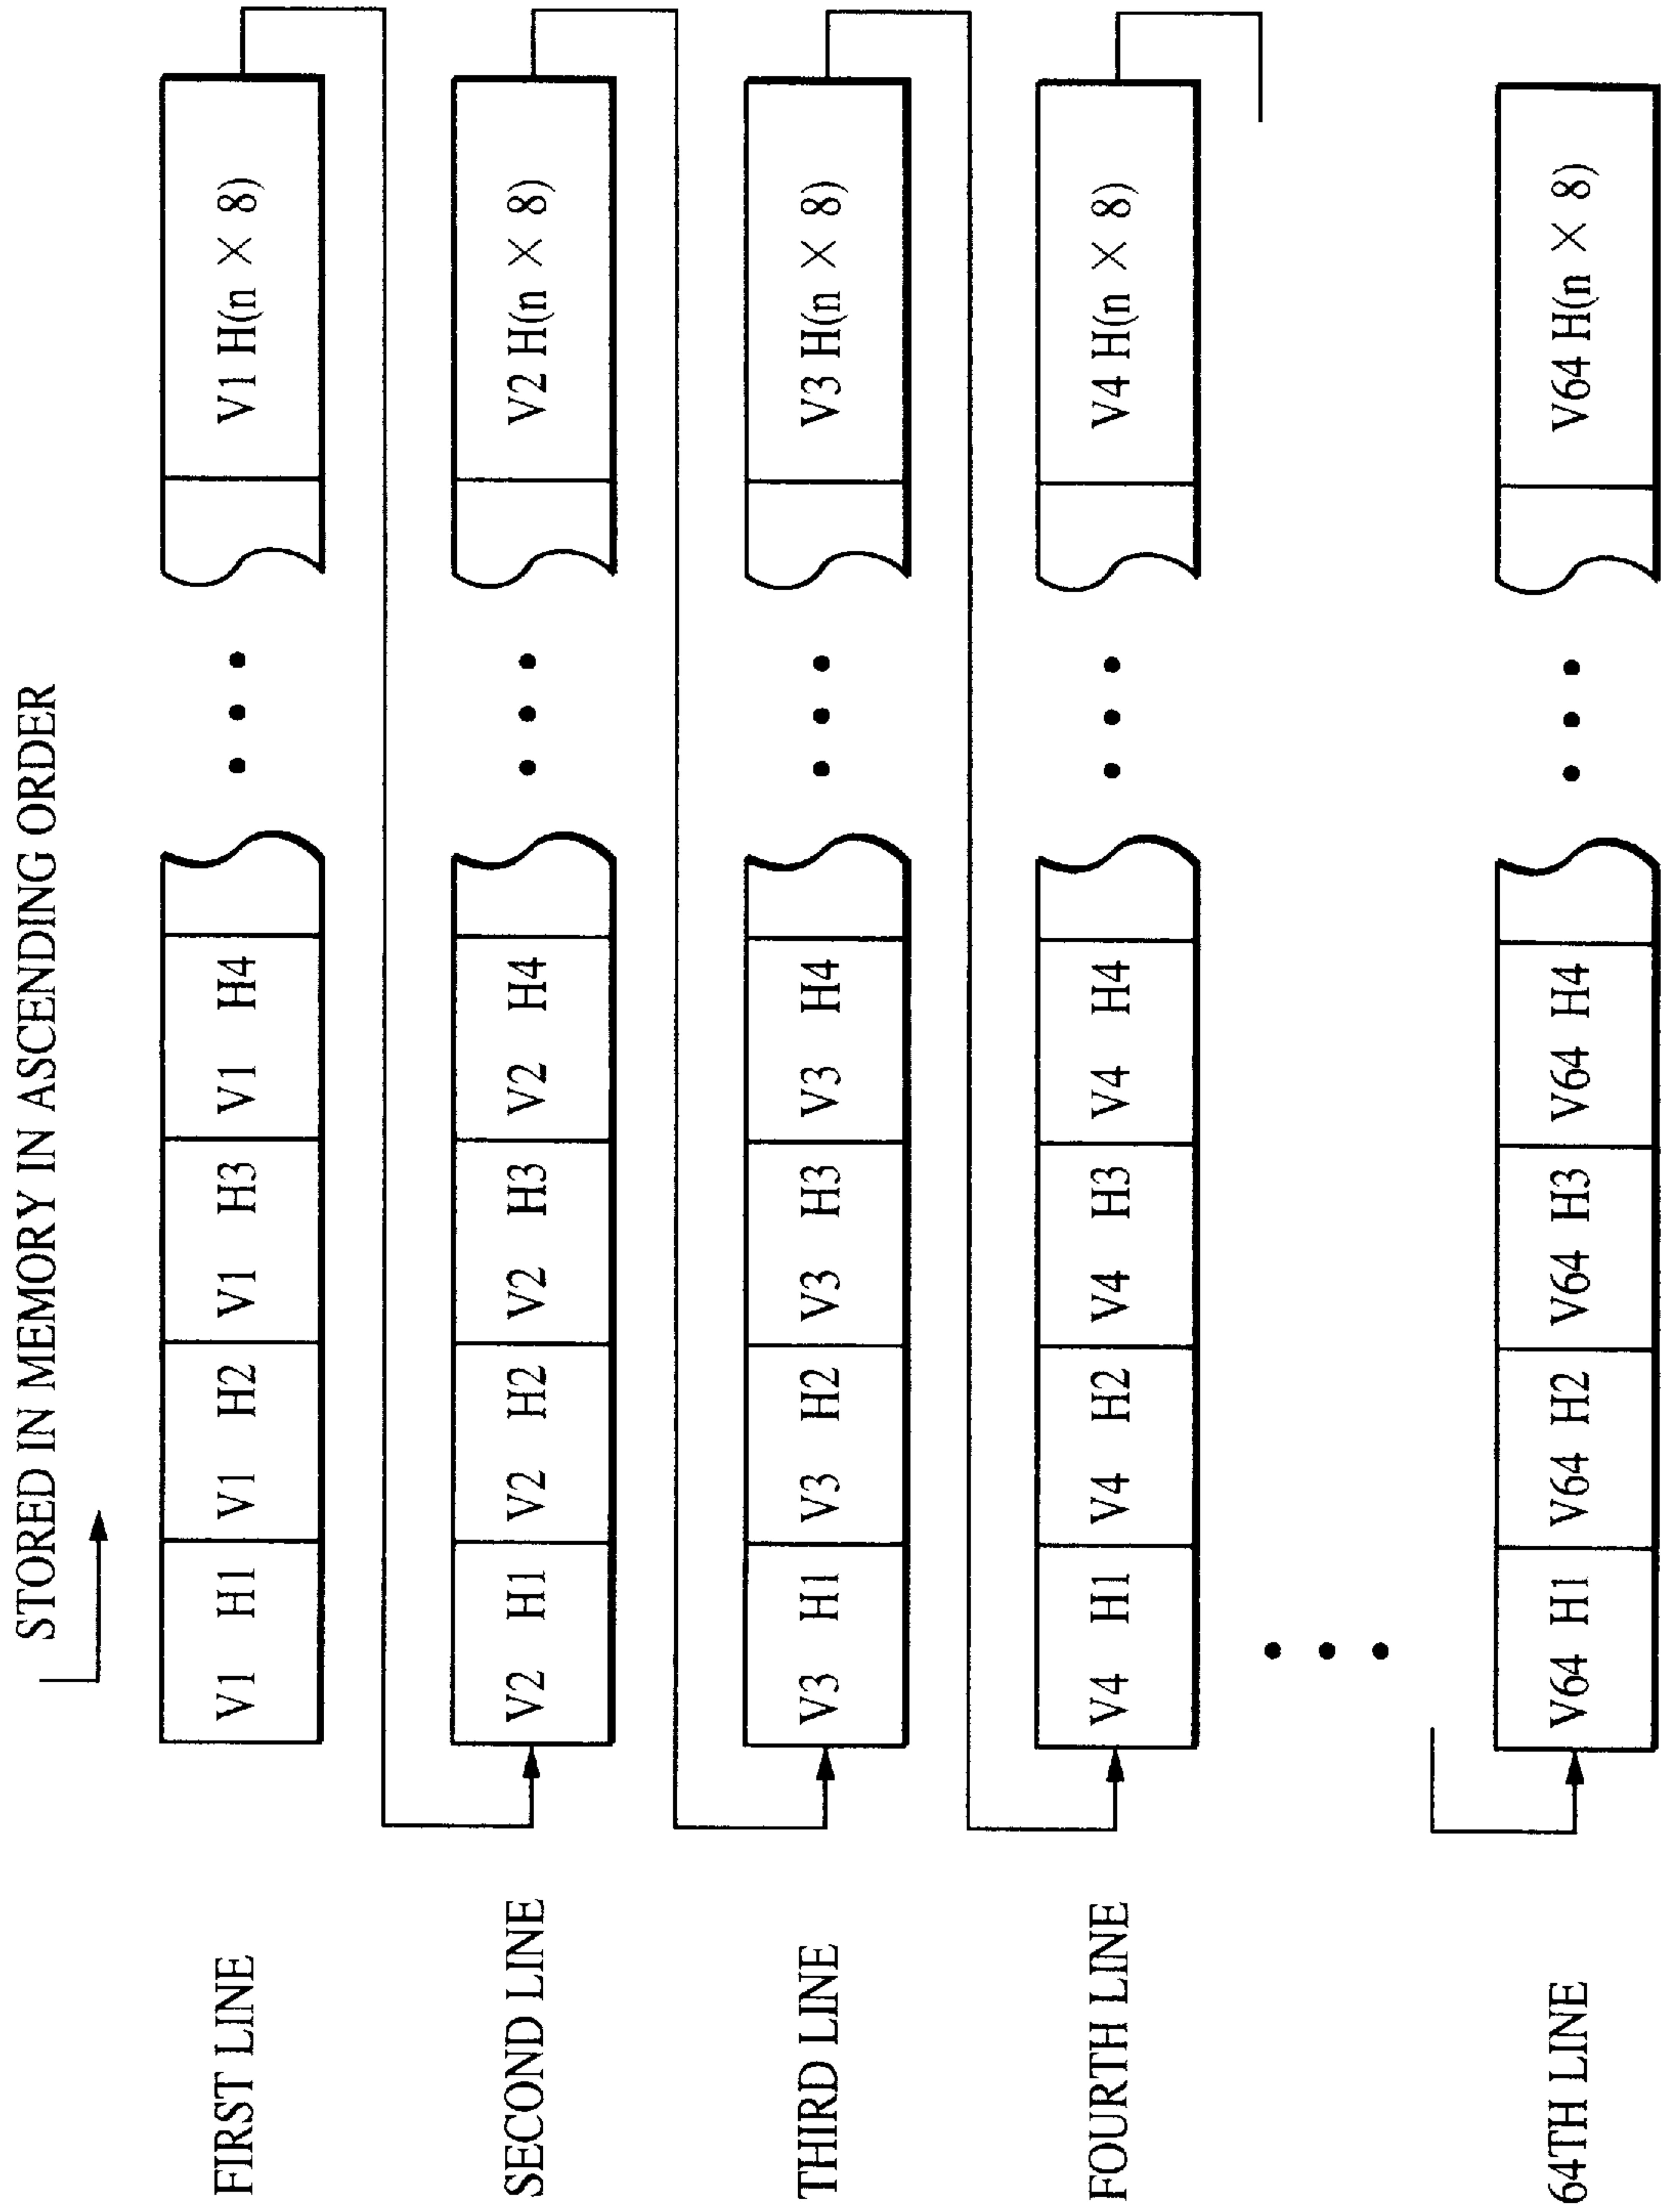 STORED IN MEMORY IN ASCENDING ORDER
FIRST LINE V1 H1 V1 H2 V1 H3 V1 H4 • • • V1 H(n × 8)
SECOND LINE V2 H1 V2 H2 V2 H3 V2 H4 • • • V2 H(n × 8)
THIRD LINE V3 H1 V3 H2 V3 H3 V3 H4 • • • V3 H(n × 8)
FOURTH LINE V4 H1 V4 H2 V4 H3 V4 H4 • • • V4 H(n × 8)
64TH LINE V64 H1 V64 H2 V64 H3 V64 H4 • • • V64 H(n × 8)